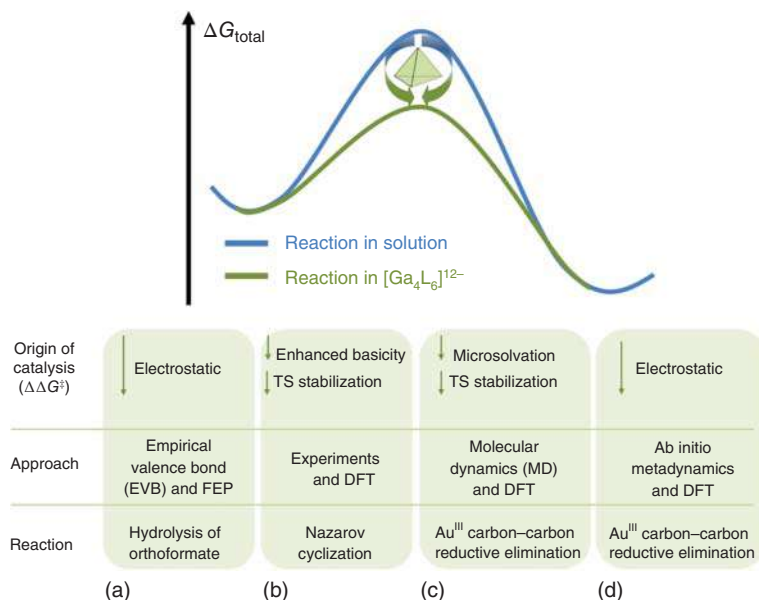 ΔG_total
Reaction in solution
Reaction in [Ga₄L₆]¹²⁻
Origin of
catalysis
(ΔΔG‡)
Electrostatic
Enhanced basicity
TS stabilization
Microsolvation
TS stabilization
Electrostatic
Approach
Empirical
valence bond
(EVB) and FEP
Experiments
and DFT
Molecular
dynamics (MD)
and DFT
Ab initio
metadynamics
and DFT
Reaction
Hydrolysis of
orthoformate
Nazarov
cyclization
Auᴵᴵᴵ carbon–carbon
reductive elimination
Auᴵᴵᴵ carbon–carbon
reductive elimination
(a)
(b)
(c)
(d)